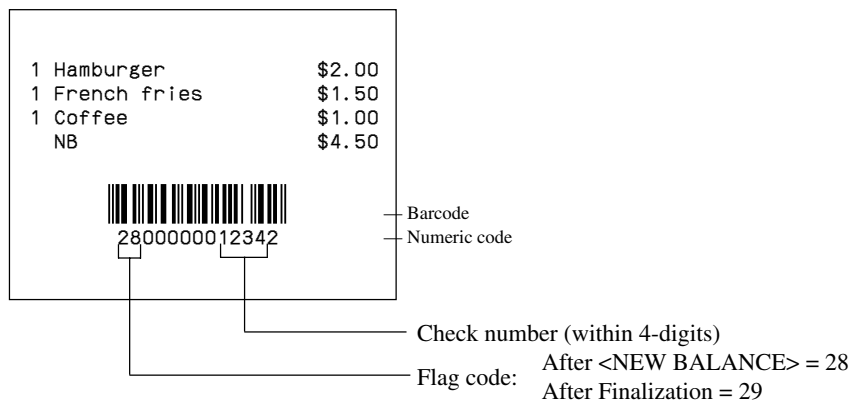 1 Hamburger $2.00
1 French fries $1.50
1 Coffee $1.00
NB $4.50
Barcode
2800000012342
Numeric code
Check number (within 4-digits)
Flag code: After <NEW BALANCE> = 28
After Finalization = 29